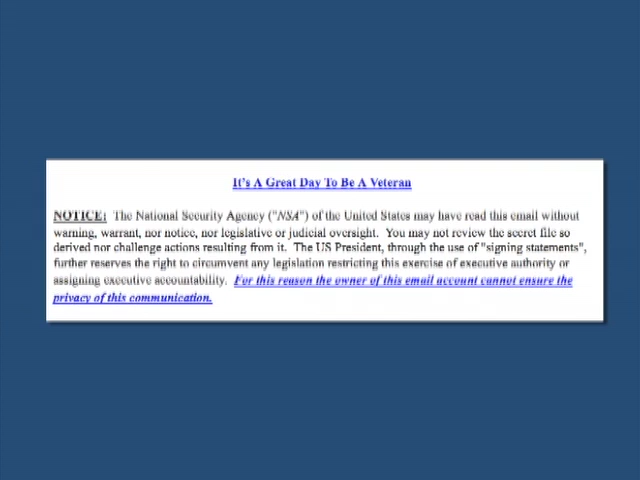 It's A Great Day To Be A Veteran
NOTICE: The National Security Agency ("NSA") of the United States may have read this email without
warning, warrant, nor notice, nor legislative or judicial oversight. You may not review the secret file so
derived nor challenge actions resulting from it. The US President, through the use of "signing statements",
further reserves the right to circumvent any legislation restricting this exercise of executive authority or
assigning executive accountability. For this reason the owner of this email account cannot ensure the
privacy of this communication.